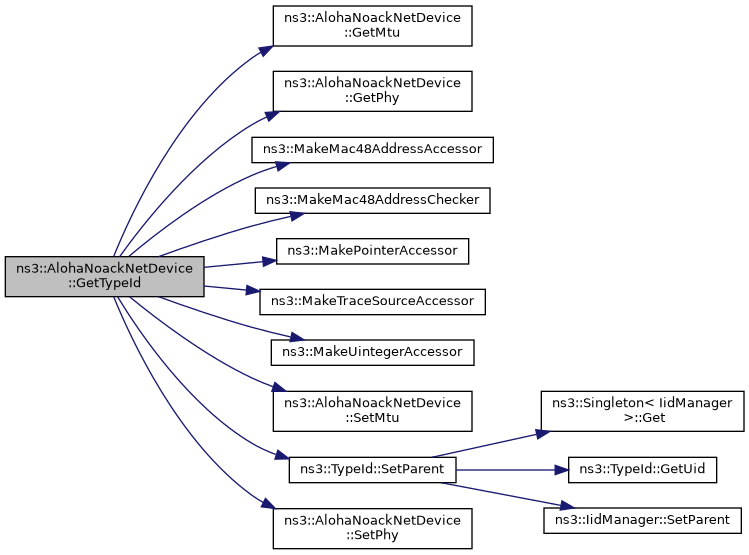 ns3::AlohaNoackNetDevice
::GetTypeId
ns3::AlohaNoackNetDevice
::GetMtu
ns3::AlohaNoackNetDevice
::GetPhy
ns3::MakeMac48AddressAccessor
ns3::MakeMac48AddressChecker
ns3::MakePointerAccessor
ns3::MakeTraceSourceAccessor
ns3::MakeUintegerAccessor
ns3::AlohaNoackNetDevice
::SetMtu
ns3::TypeId::SetParent
ns3::AlohaNoackNetDevice
::SetPhy
ns3::Singleton< IidManager
>::Get
ns3::TypeId::GetUid
ns3::IidManager::SetParent